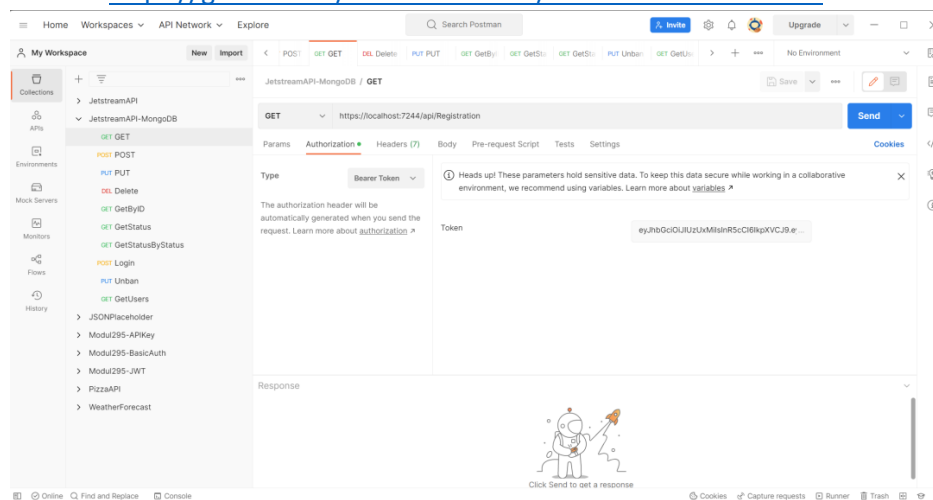 Home Workspaces API Network Explore Search Postman Invite Upgrade
My Workspace New Import POST GET GET DEL Delete PUT PUT GET GetBy GET GetSta GET GetSta PUT Unban GET GetUs No Environment
Collections
APIs
Environments
Mock Servers
Monitors
Flows
History
JetstreamAPI
JetstreamAPI-MongoDB
GET GET
POST POST
PUT PUT
DEL Delete
GET GetByID
GET GetStatus
GET GetStatusByStatus
POST Login
PUT Unban
GET GetUsers
JSONPlaceholder
Modul295-APIKey
Modul295-BasicAuth
Modul295-JWT
PizzaAPI
WeatherForecast
JetstreamAPI-MongoDB / GET Save
GET https://localhost:7244/api/Registration Send
Params Authorization Headers (7) Body Pre-request Script Tests Settings Cookies
Type Bearer Token
The authorization header will be
automatically generated when you send the
request. Learn more about authorization
Heads up! These parameters hold sensitive data. To keep this data secure while working in a collaborative
environment, we recommend using variables. Learn more about variables
Token eyJhbGciOiJIUzUxMiIsInR5cCI6IkpXVCJ9.e
Response
Click Send to get a response
Online Find and Replace Console Cookies Capture requests Runner Trash